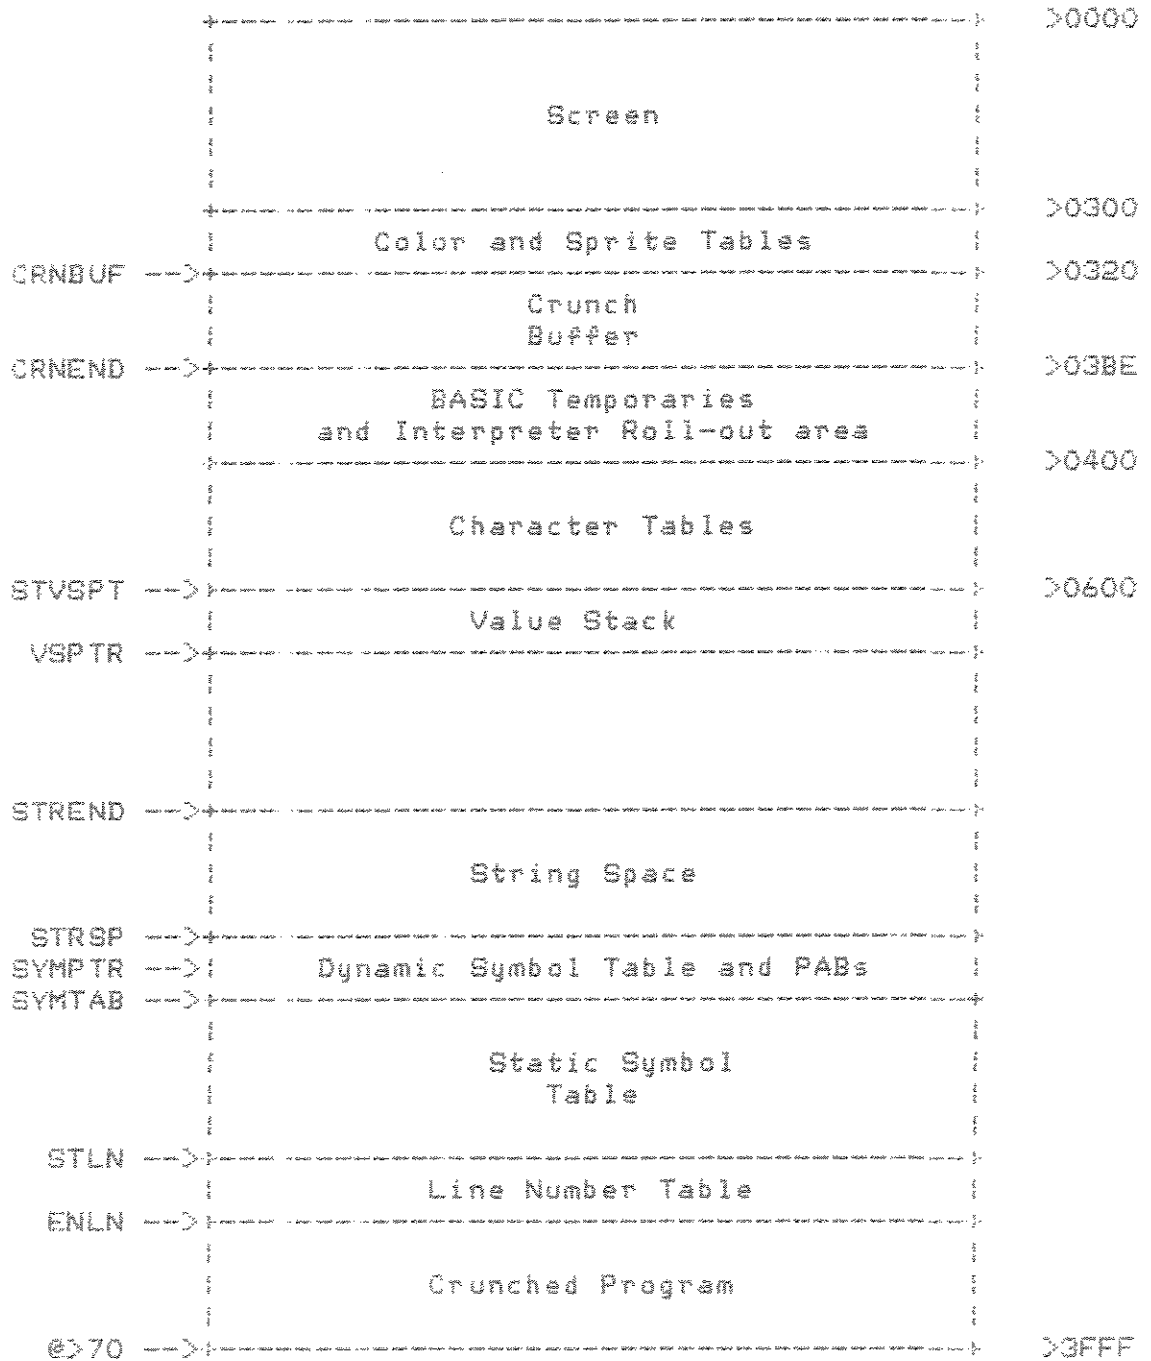 >0000
Screen
>0300
Color and Sprite Tables
CRNBUF -->
>0320
Crunch
Buffer
CRNEND -->
>03BE
BASIC Temporaries
and Interpreter Roll-out area
>0400
Character Tables
STVSPT -->
>0600
Value Stack
VSPTR -->
STREND -->
String Space
STRSP -->
SYMPTR -->
Dynamic Symbol Table and PABs
SYMTAB -->
Static Symbol
Table
STLN -->
Line Number Table
ENLN -->
Crunched Program
@>70 -->
>3FFF